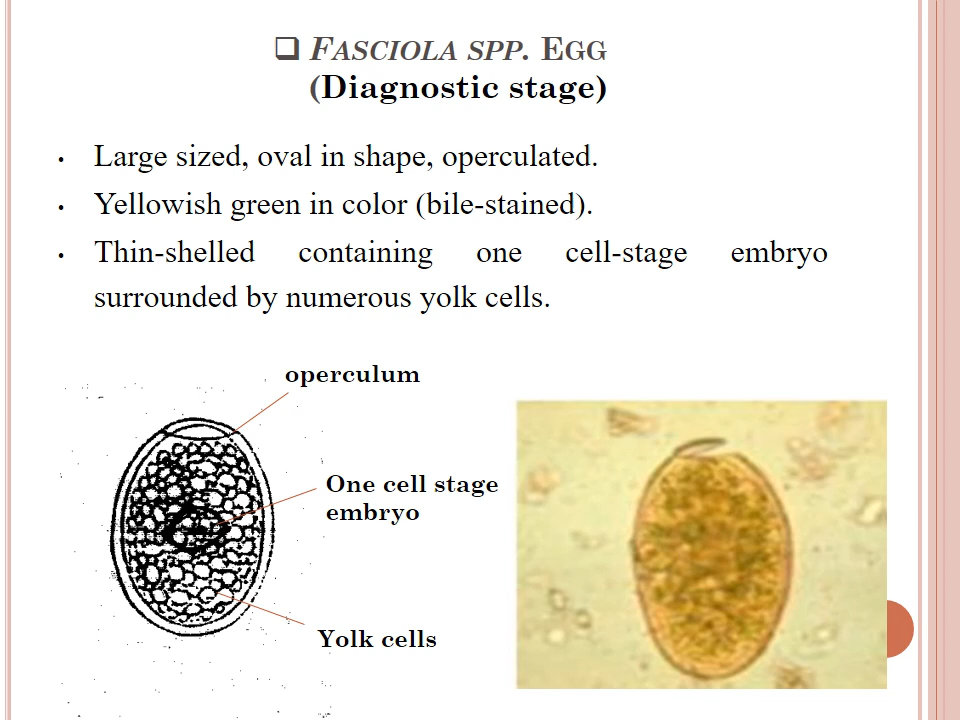 ❑ FASCIOLA SPP. EGG
(Diagnostic stage)
• Large sized, oval in shape, operculated.
• Yellowish green in color (bile-stained).
• Thin-shelled containing one cell-stage embryo
surrounded by numerous yolk cells.
operculum
One cell stage
embryo
Yolk cells